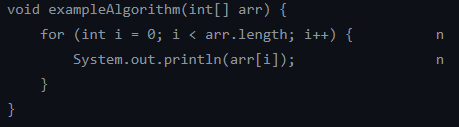 void exampleAlgorithm(int[] arr) {
    for (int i = 0; i < arr.length; i++) {          n
        System.out.println(arr[i]);                 n
    }
}